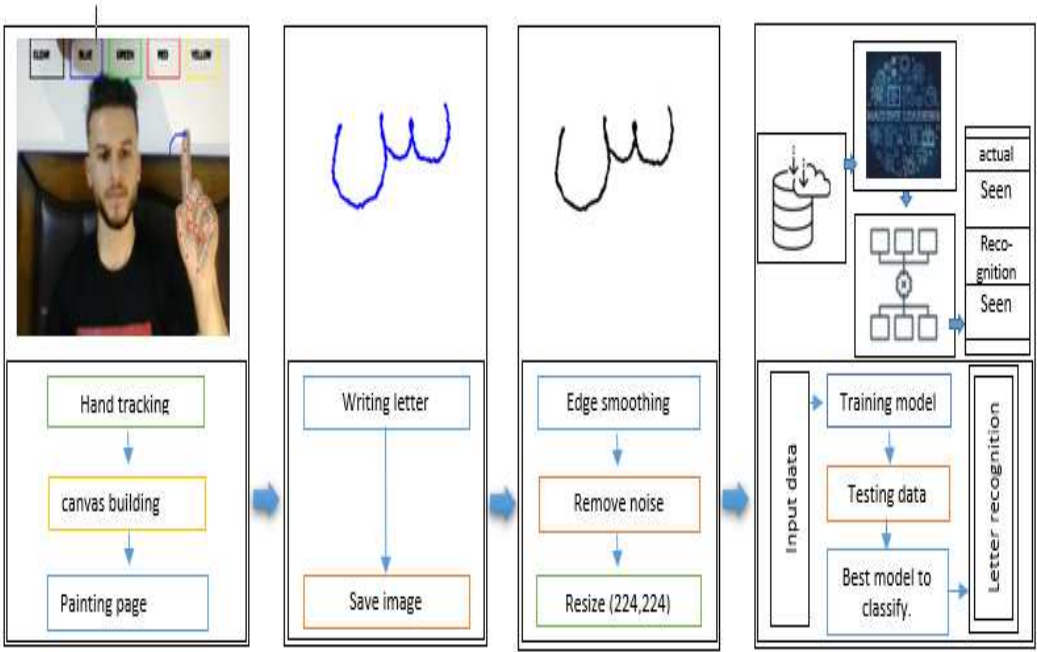 CLEAR
BLUE
GREEN
RED
YELLOW
س
س
MACHINE LEARNING
actual
Seen
Reco-
gnition
Seen
Hand tracking
canvas building
Painting page
Writing letter
Save image
Edge smoothing
Remove noise
Resize (224,224)
Input data
Training model
Testing data
Best model to
classify.
Letter recognition